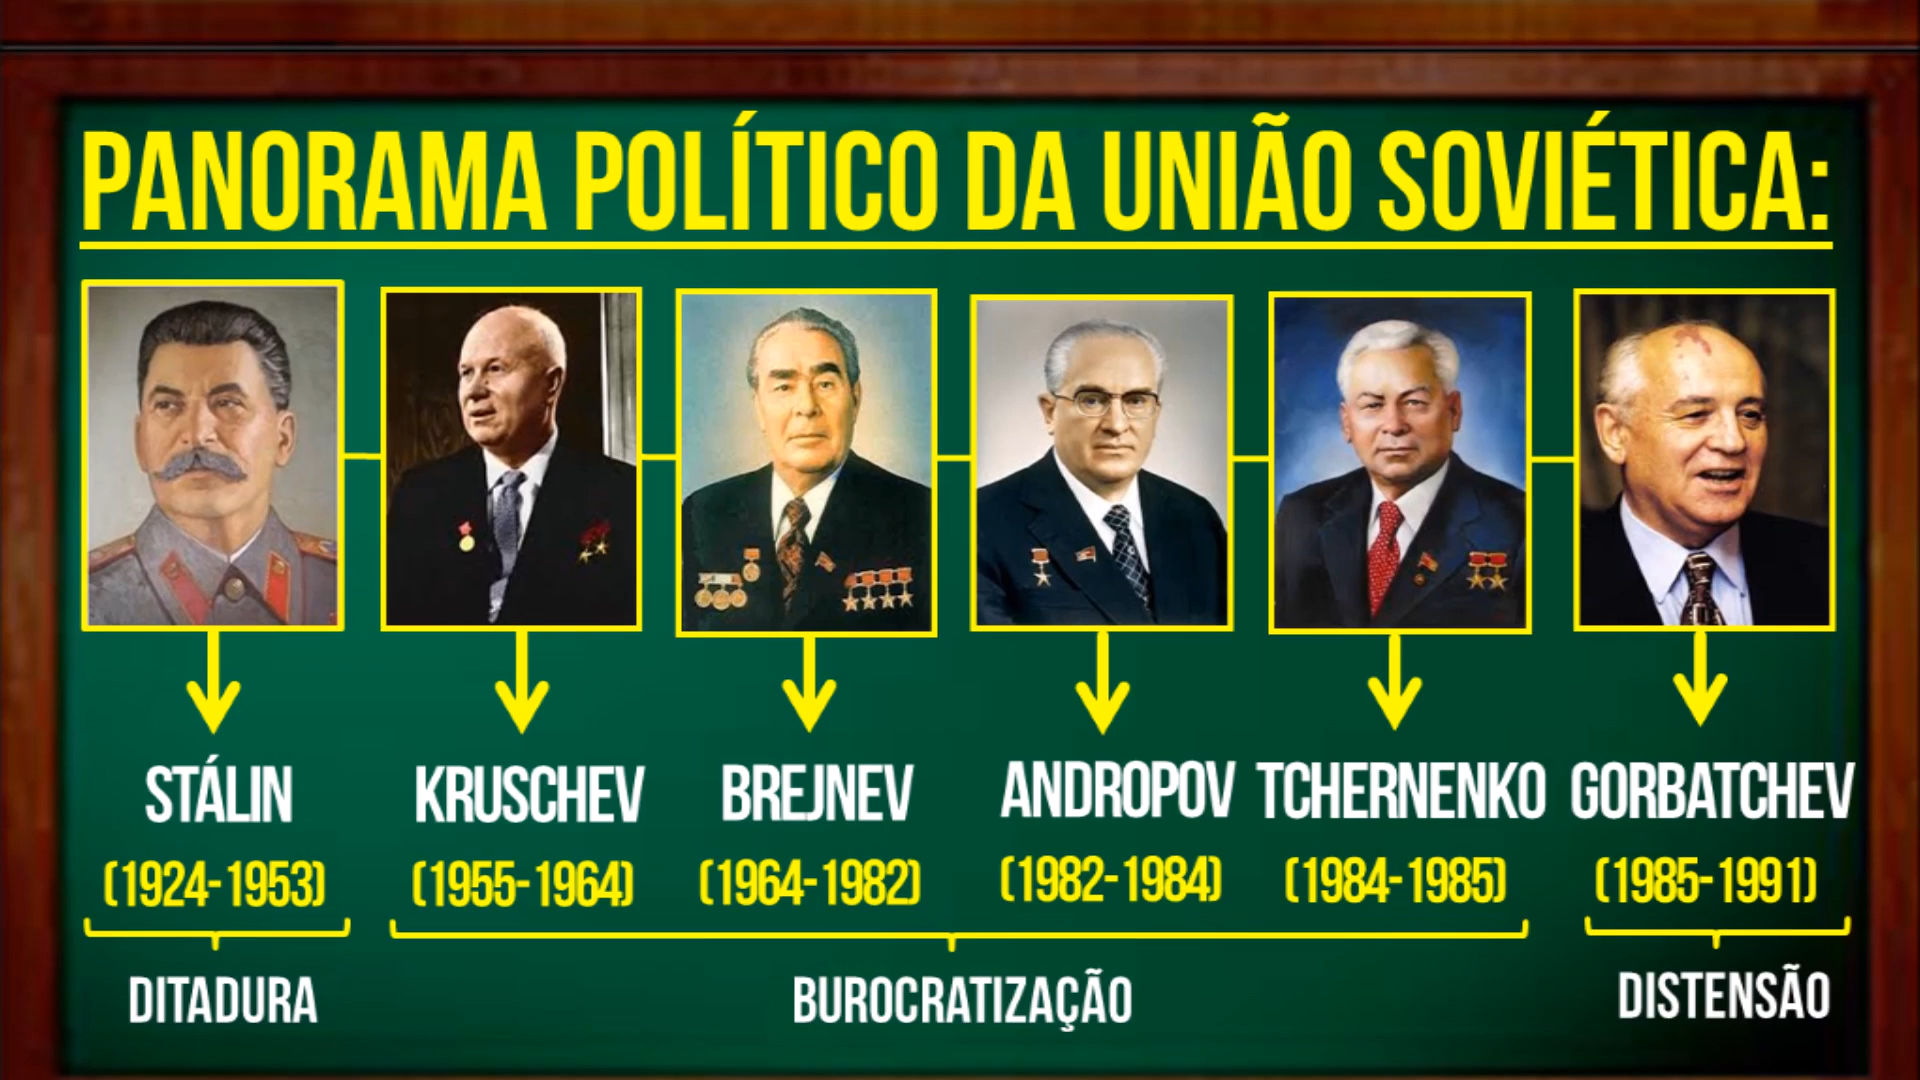 PANORAMA POLÍTICO DA UNIÃO SOVIÉTICA:
STÁLIN KRUSCHEV BREJNEV ANDROPOV TCHERNENKO GORBATCHEV
(1924-1953) (1955-1964) (1964-1982) (1982-1984) (1984-1985) (1985-1991)
DITADURA BUROCRATIZAÇÃO DISTENSÃO